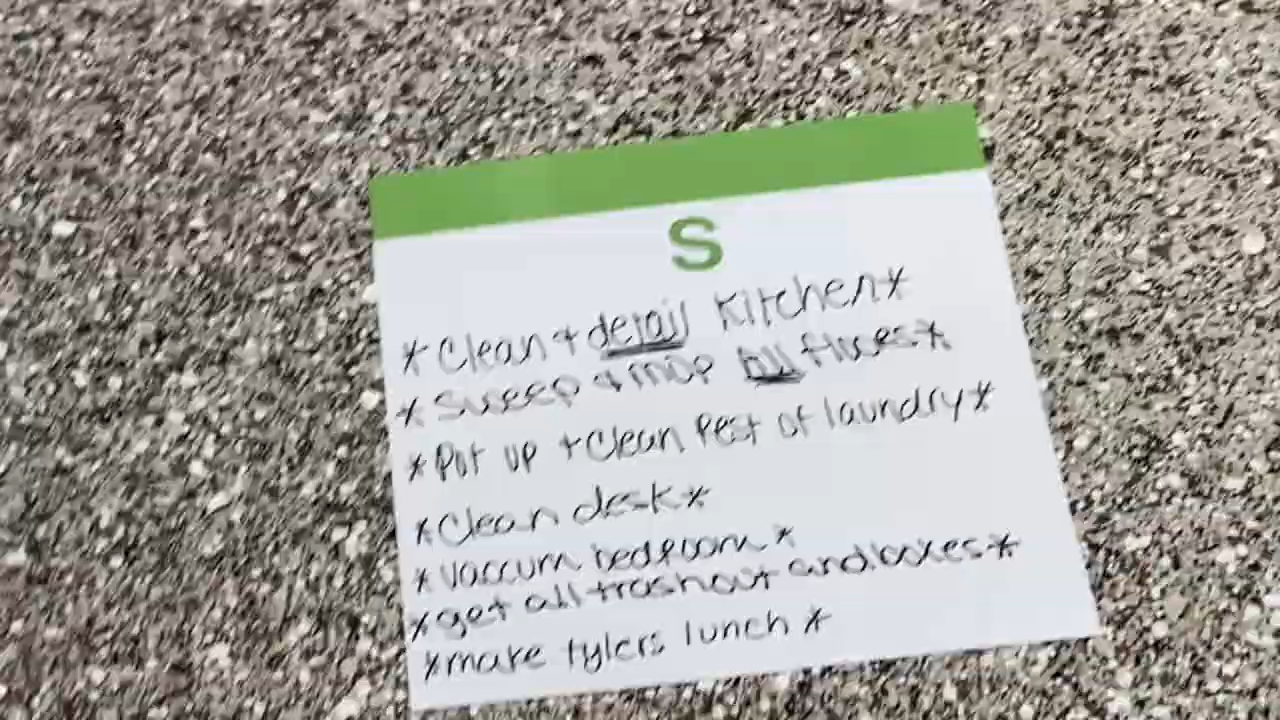 S
*Clean + detail Kitchen*
*Sweep + mop all floores*
*Put up + Clean Rest of laundry*
*Clean desk*
*vaccum bedroom*
*get all trash out and boxes*
*make tylers lunch*